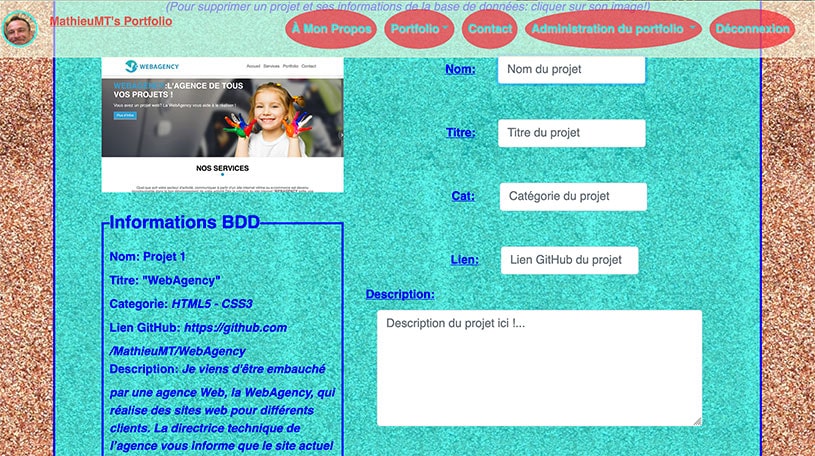 (Pour supprimer un projet et ses informations de la base de données: cliquer sur son image!)
MathieuMT's Portfolio
À Mon Propos
Portfolio
Contact
Administration du portfolio
Déconnexion
WEBAGENCY
Accueil Services Portfolio Contact
WEBAGENCY:L'AGENCE DE TOUS
VOS PROJETS !
Vous avez un projet web? La WebAgency vous aide à le réaliser !
NOS SERVICES
Informations BDD
Nom: Projet 1
Titre: "WebAgency"
Categorie: HTML5 - CSS3
Lien GitHub: https://github.com
/MathieuMT/WebAgency
Description: Je viens d'être embauché
par une agence Web, la WebAgency, qui
réalise des sites web pour différents
clients. La directrice technique de
l'agence vous informe que le site actuel
Nom:
Nom du projet
Titre:
Titre du projet
Cat:
Catégorie du projet
Lien:
Lien GitHub du projet
Description:
Description du projet ici !...